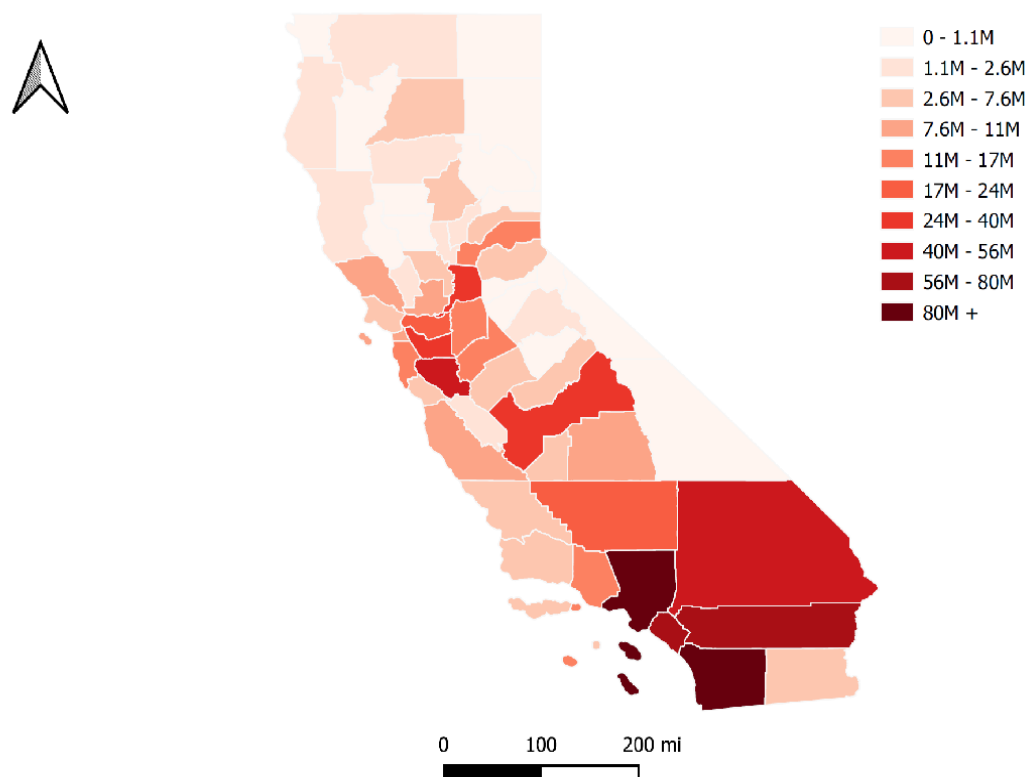 0 - 1.1M
1.1M - 2.6M
2.6M - 7.6M
7.6M - 11M
11M - 17M
17M - 24M
24M - 40M
40M - 56M
56M - 80M
80M +
0 100 200 mi